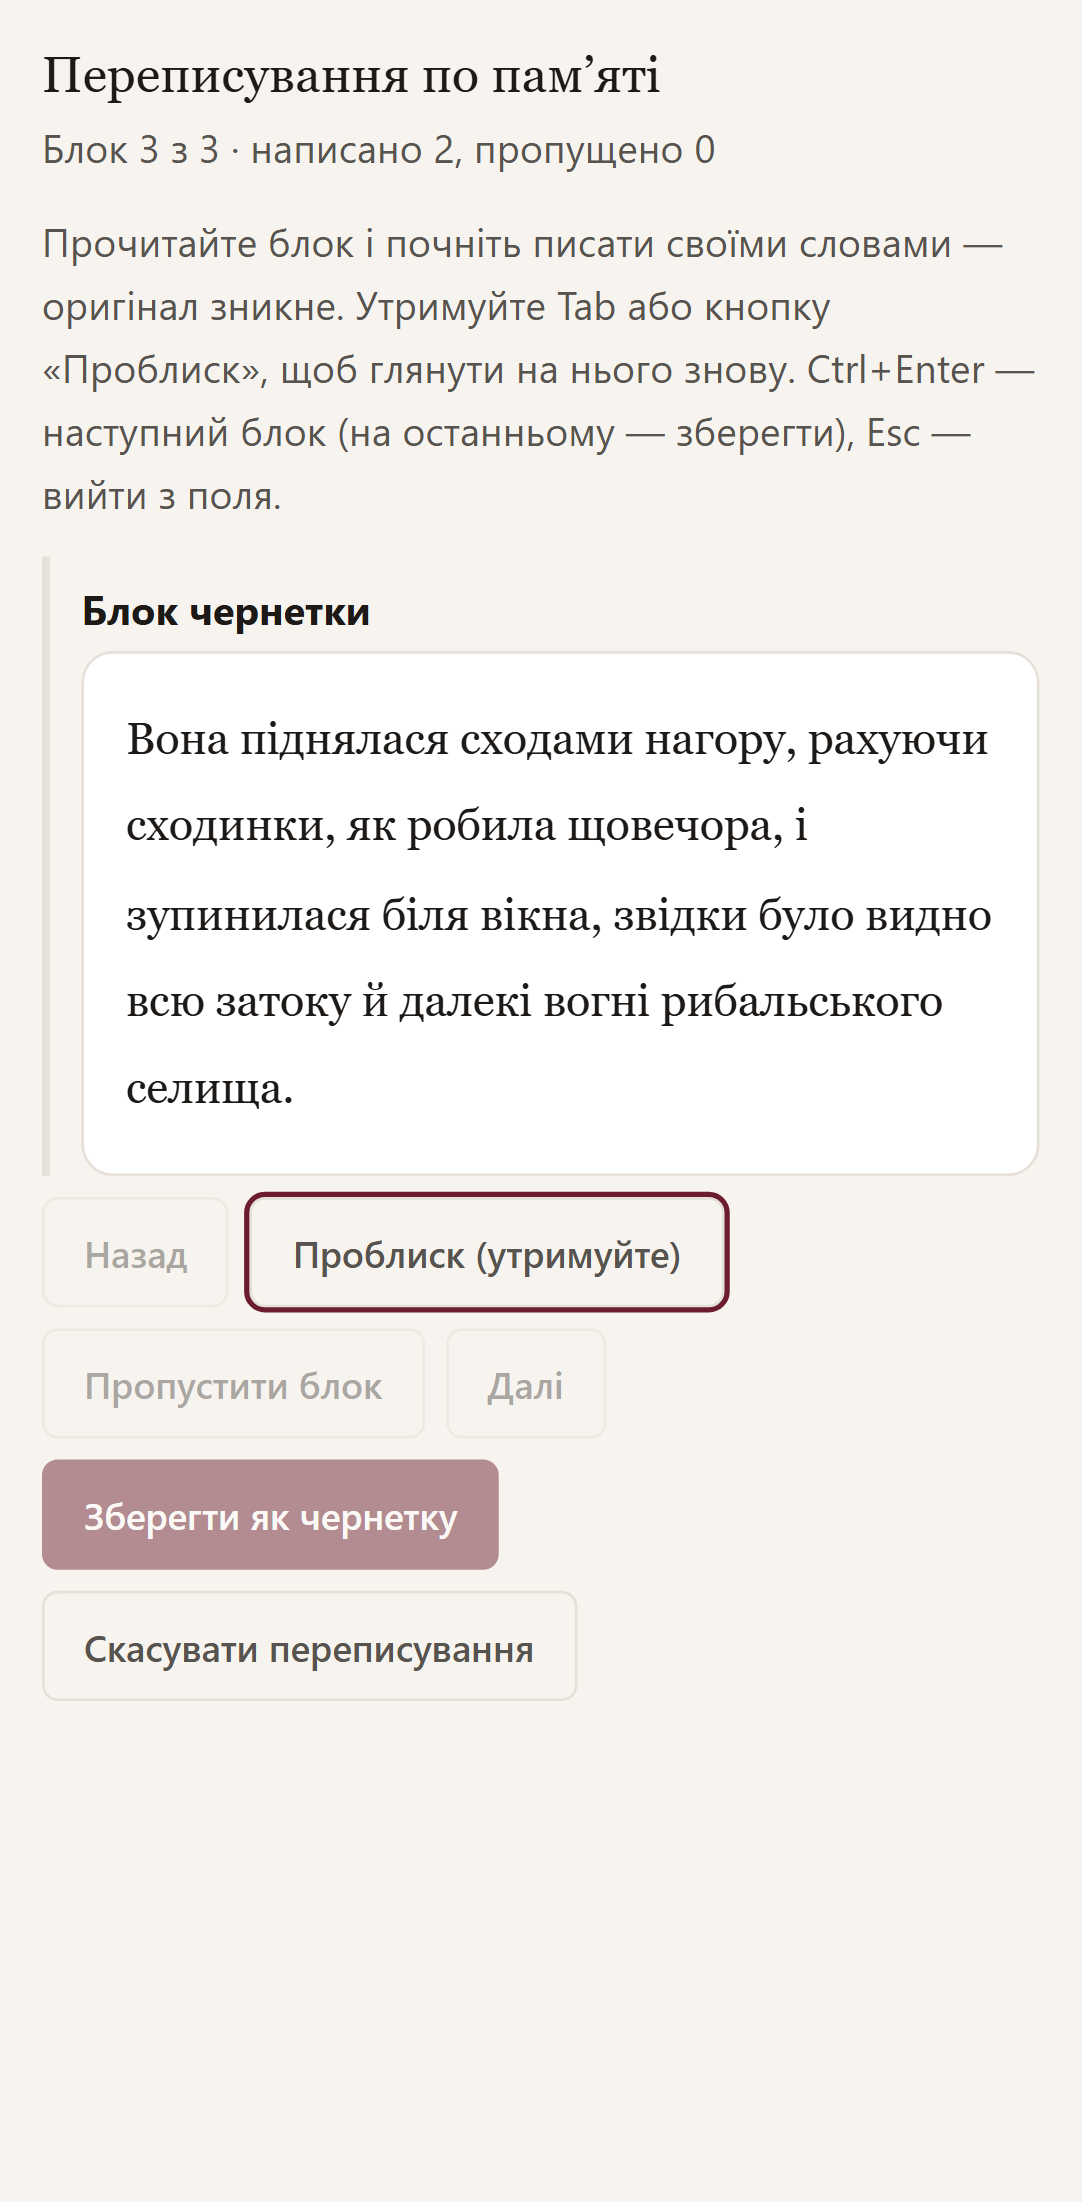 Переписування по пам’яті
Блок 3 з 3 · написано 2, пропущено 0
Прочитайте блок і почніть писати своїми словами —
оригінал зникне. Утримуйте Tab або кнопку
«Проблиск», щоб глянути на нього знову. Ctrl+Enter —
наступний блок (на останньому — зберегти), Esc —
вийти з поля.
Блок чернетки
Вона піднялася сходами нагору, рахуючи
сходинки, як робила щовечора, і
зупинилася біля вікна, звідки було видно
всю затоку й далекі вогні рибальського
селища.
Назад
Проблиск (утримуйте)
Пропустити блок
Далі
Зберегти як чернетку
Скасувати переписування